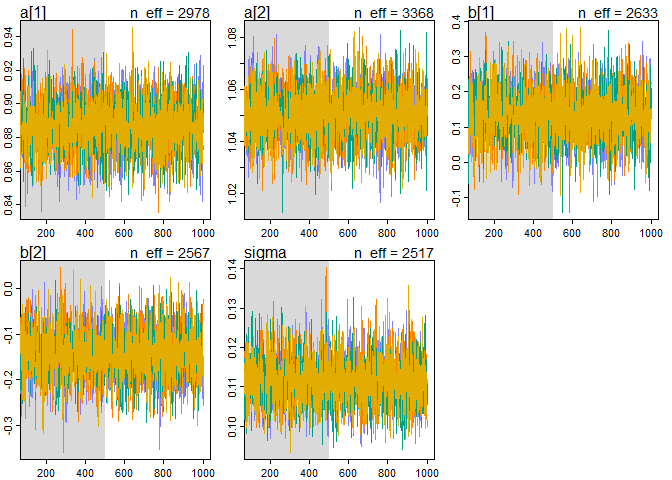 a[1] n_eff = 2978
0.84 0.86 0.88 0.90 0.92 0.94
200 400 600 800 1000
a[2] n_eff = 3368
1.02 1.04 1.06 1.08
200 400 600 800 1000
b[1] n_eff = 2633
-0.1 0.0 0.1 0.2 0.3 0.4
200 400 600 800 1000
b[2] n_eff = 2567
-0.3 -0.2 -0.1 0.0
200 400 600 800 1000
sigma n_eff = 2517
0.10 0.11 0.12 0.13 0.14
200 400 600 800 1000